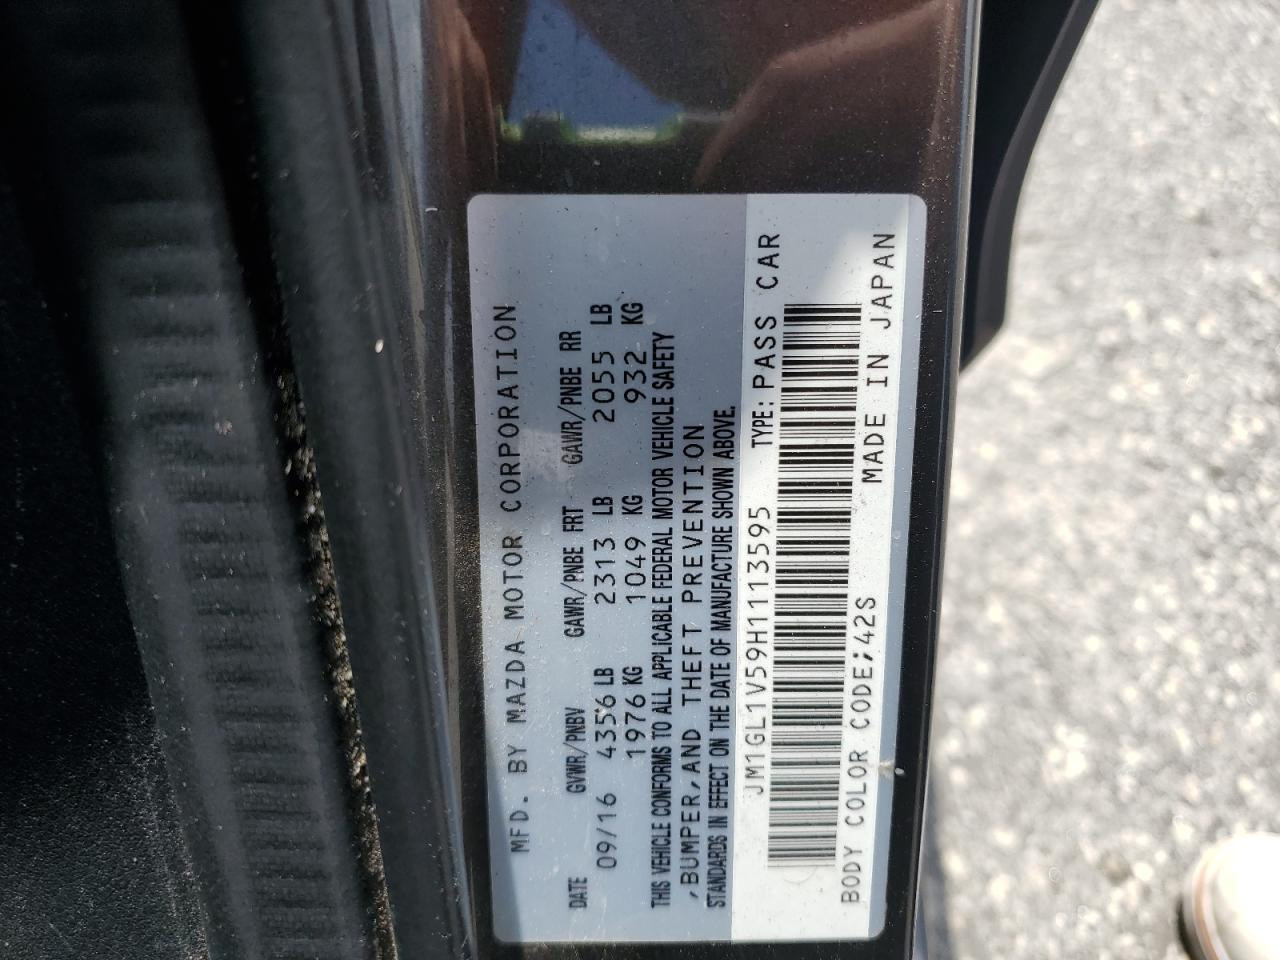 MFD. BY MAZDA MOTOR CORPORATION
DATE GVWR/PNBV GAWR/PNBE FRT GAWR/PNBE RR
09/16 4356 LB 2313 LB 2055 LB
1976 KG 1049 KG 932 KG
THIS VEHICLE CONFORMS TO ALL APPLICABLE FEDERAL MOTOR VEHICLE SAFETY
,BUMPER,AND THEFT PREVENTION
STANDARDS IN EFFECT ON THE DATE OF MANUFACTURE SHOWN ABOVE.
JM1GL1V59H1113595 TYPE: PASS CAR
BODY COLOR CODE;42S MADE IN JAPAN